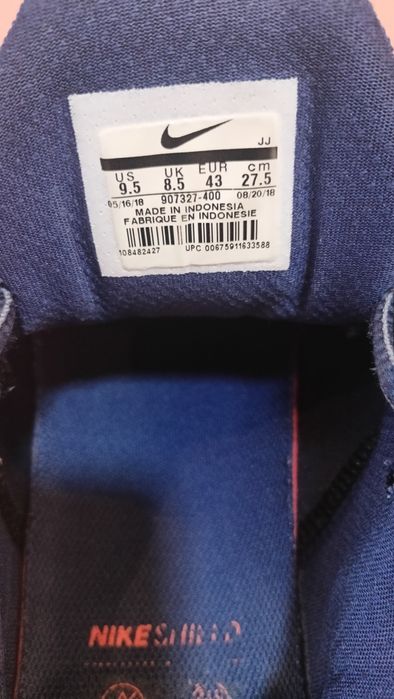 JJ
US UK EUR cm
9.5 8.5 43 27.5
05/16/18 907327-400 08/20/18
MADE IN INDONESIA
FABRIQUE EN INDONESIE
108482427 UPC 00675911633588
NIKE SHIELD